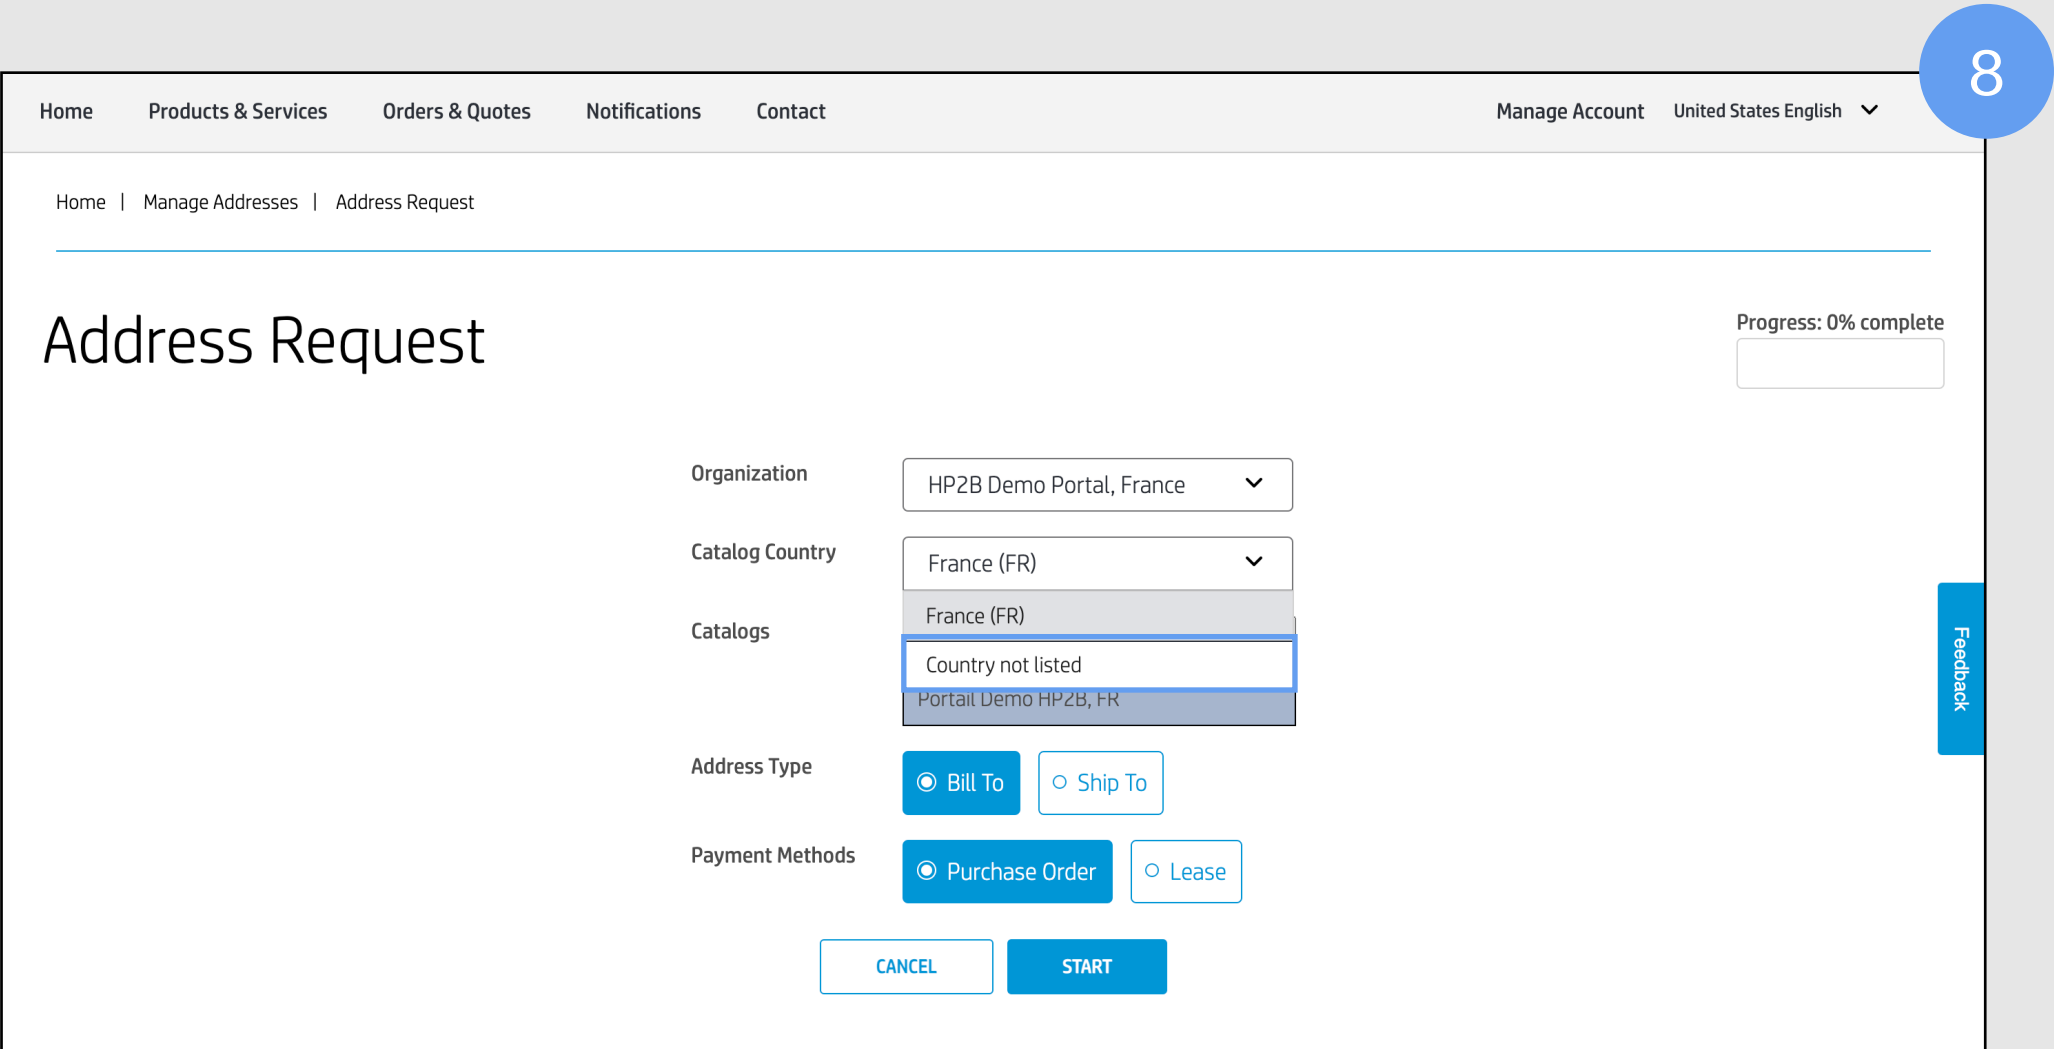 8
Home Products & Services Orders & Quotes Notifications Contact Manage Account United States English
Home | Manage Addresses | Address Request
Address Request
Progress: 0% complete
Organization HP2B Demo Portal, France
Catalog Country France (FR)
France (FR)
Catalogs
Country not listed
Portail Demo HP2B, FR
Feedback
Address Type Bill To Ship To
Payment Methods Purchase Order Lease
CANCEL START